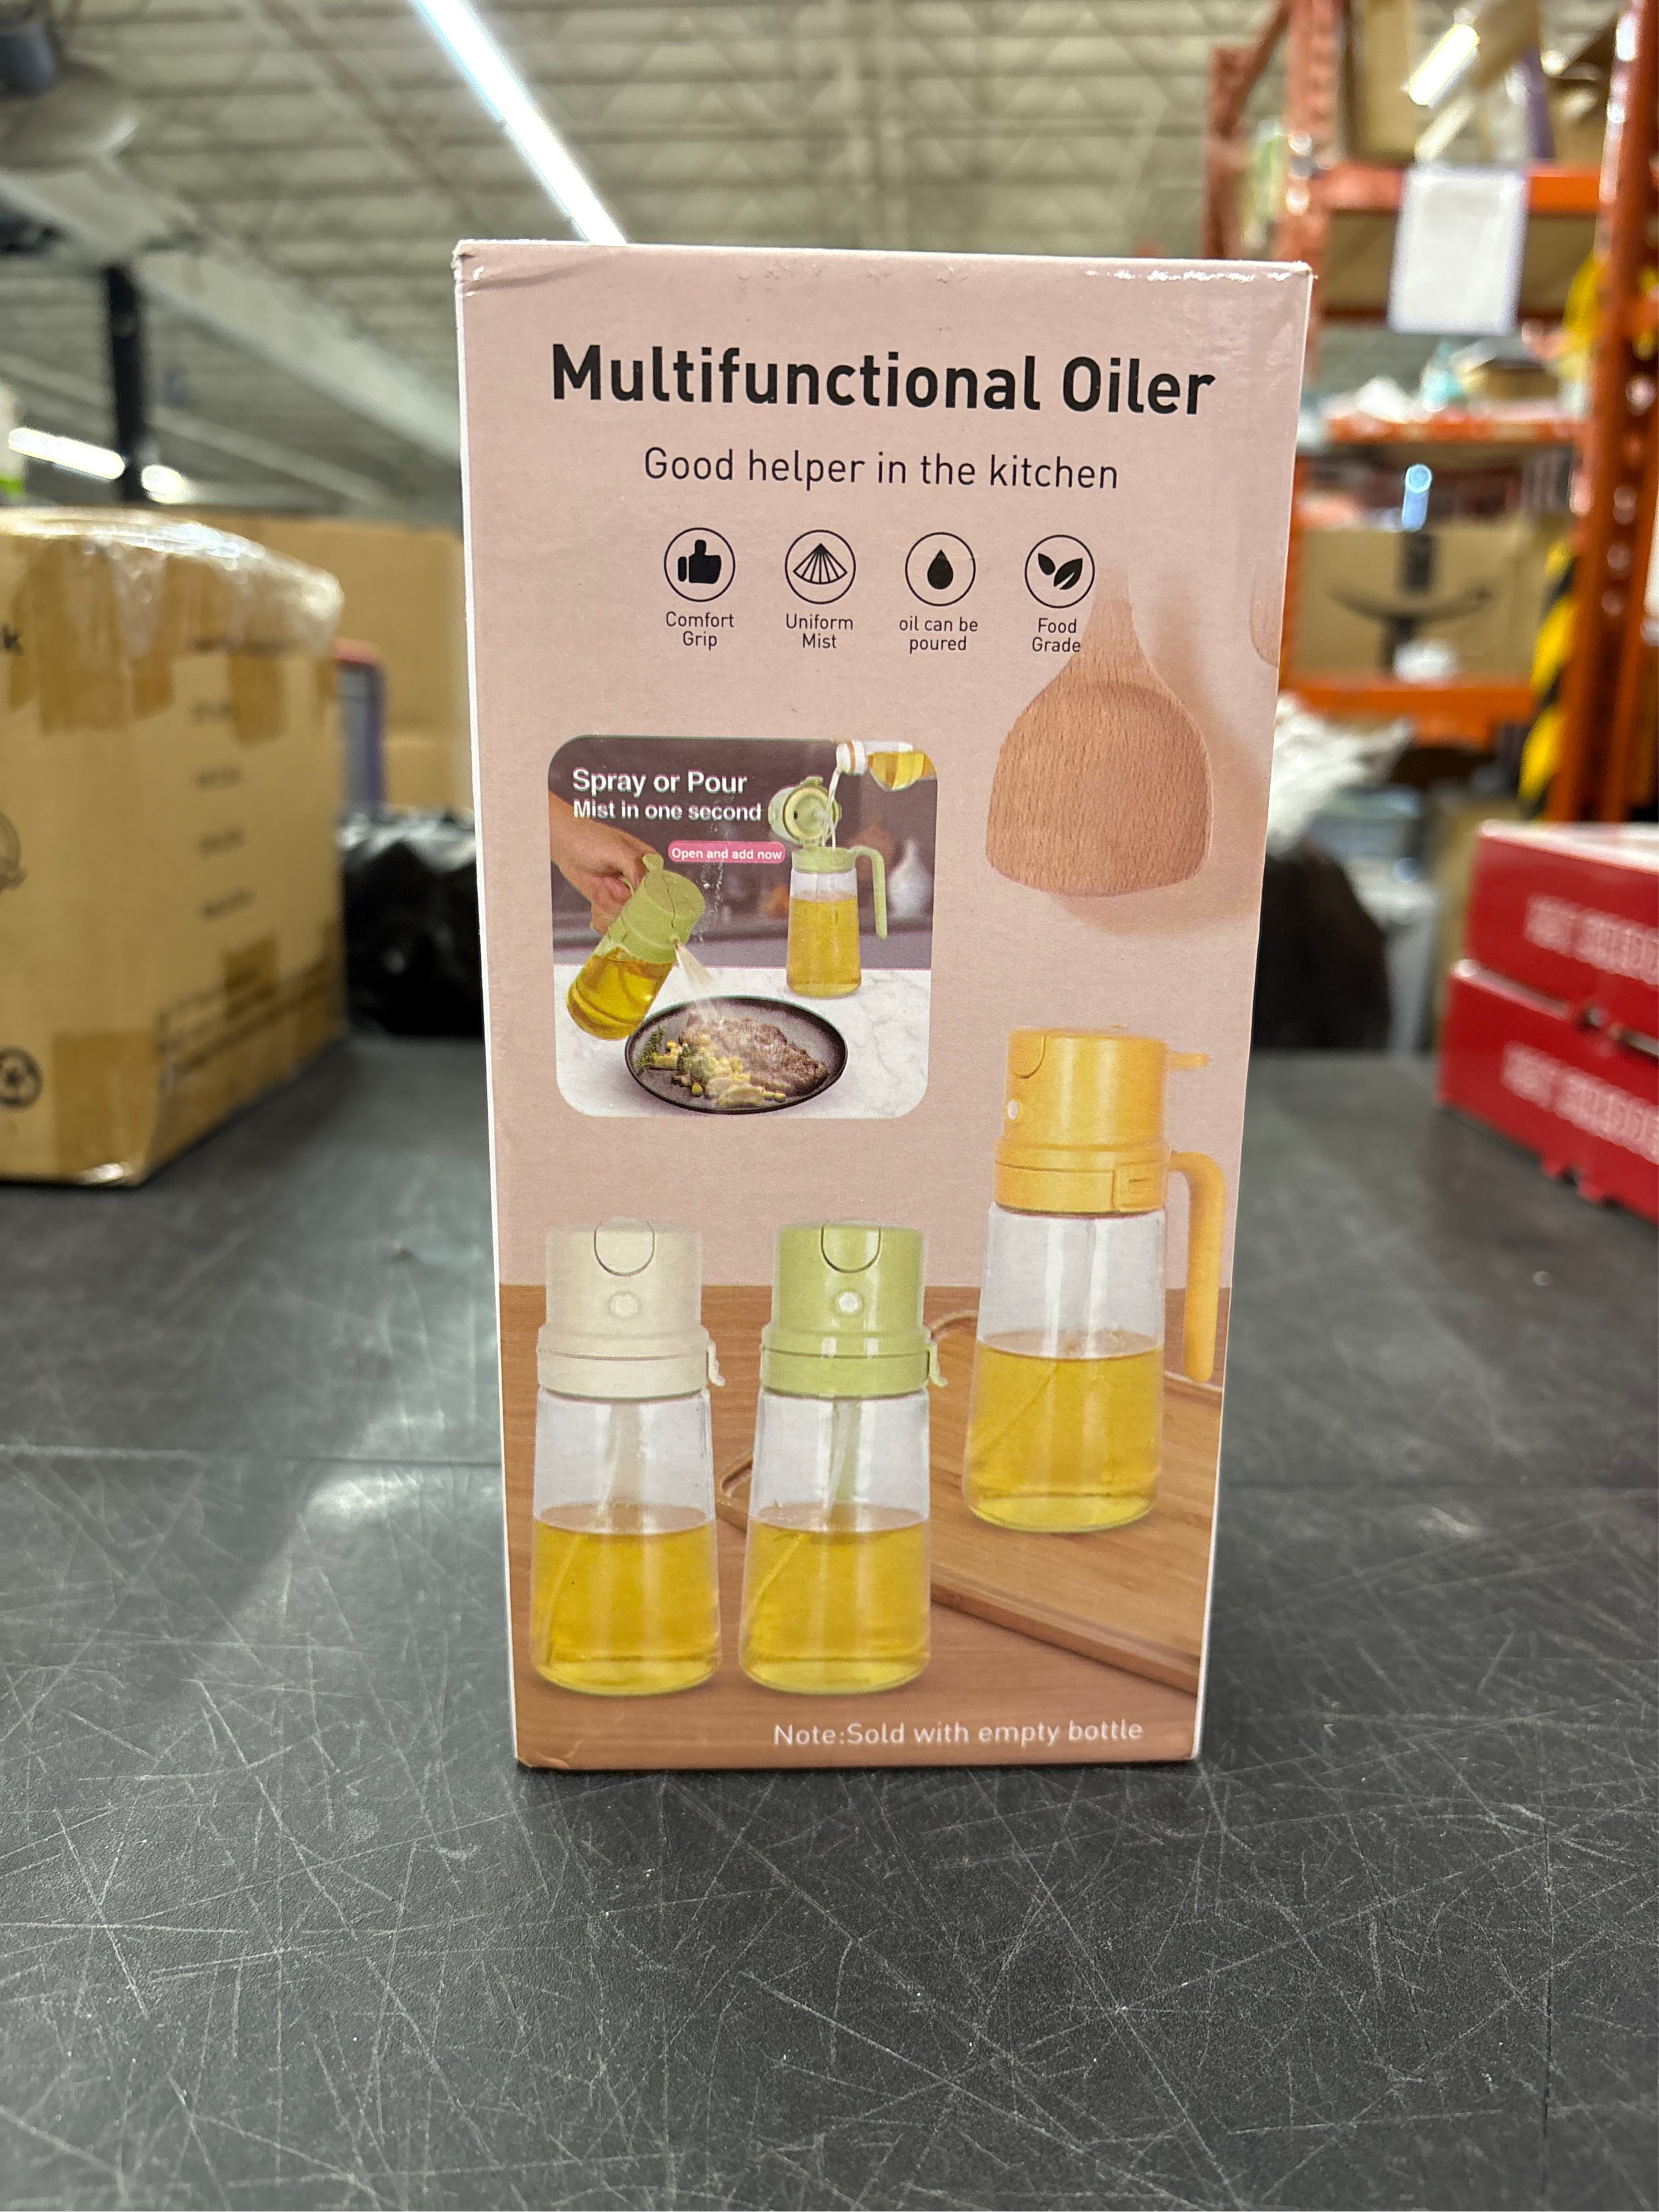 Multifunctional Oiler
Good helper in the kitchen
Comfort
Grip
Uniform
Mist
oil can be
poured
Food
Grade
Spray or Pour
Mist in one second
Open and add now
Note:Sold with empty bottle